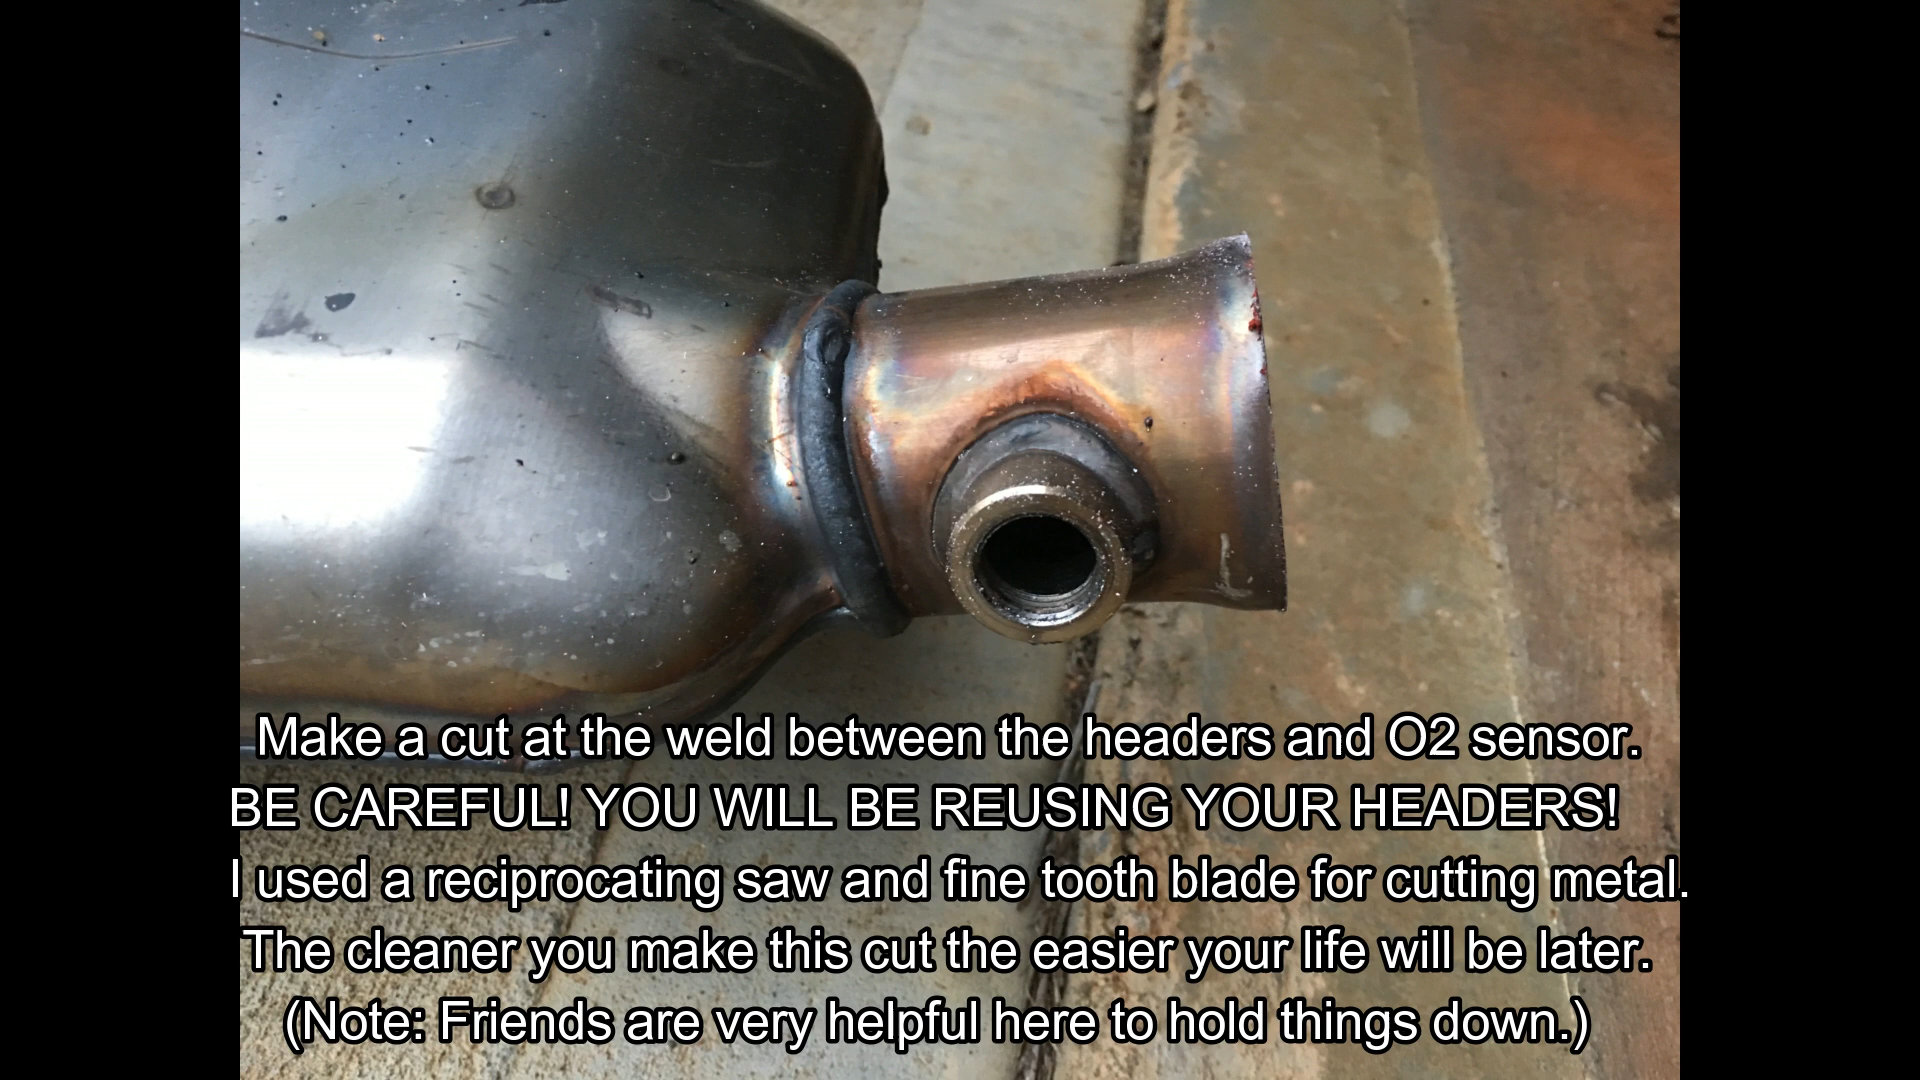 Make a cut at the weld between the headers and O2 sensor.
BE CAREFUL! YOU WILL BE REUSING YOUR HEADERS!
I used a reciprocating saw and fine tooth blade for cutting metal.
The cleaner you make this cut the easier your life will be later.
(Note: Friends are very helpful here to hold things down.)